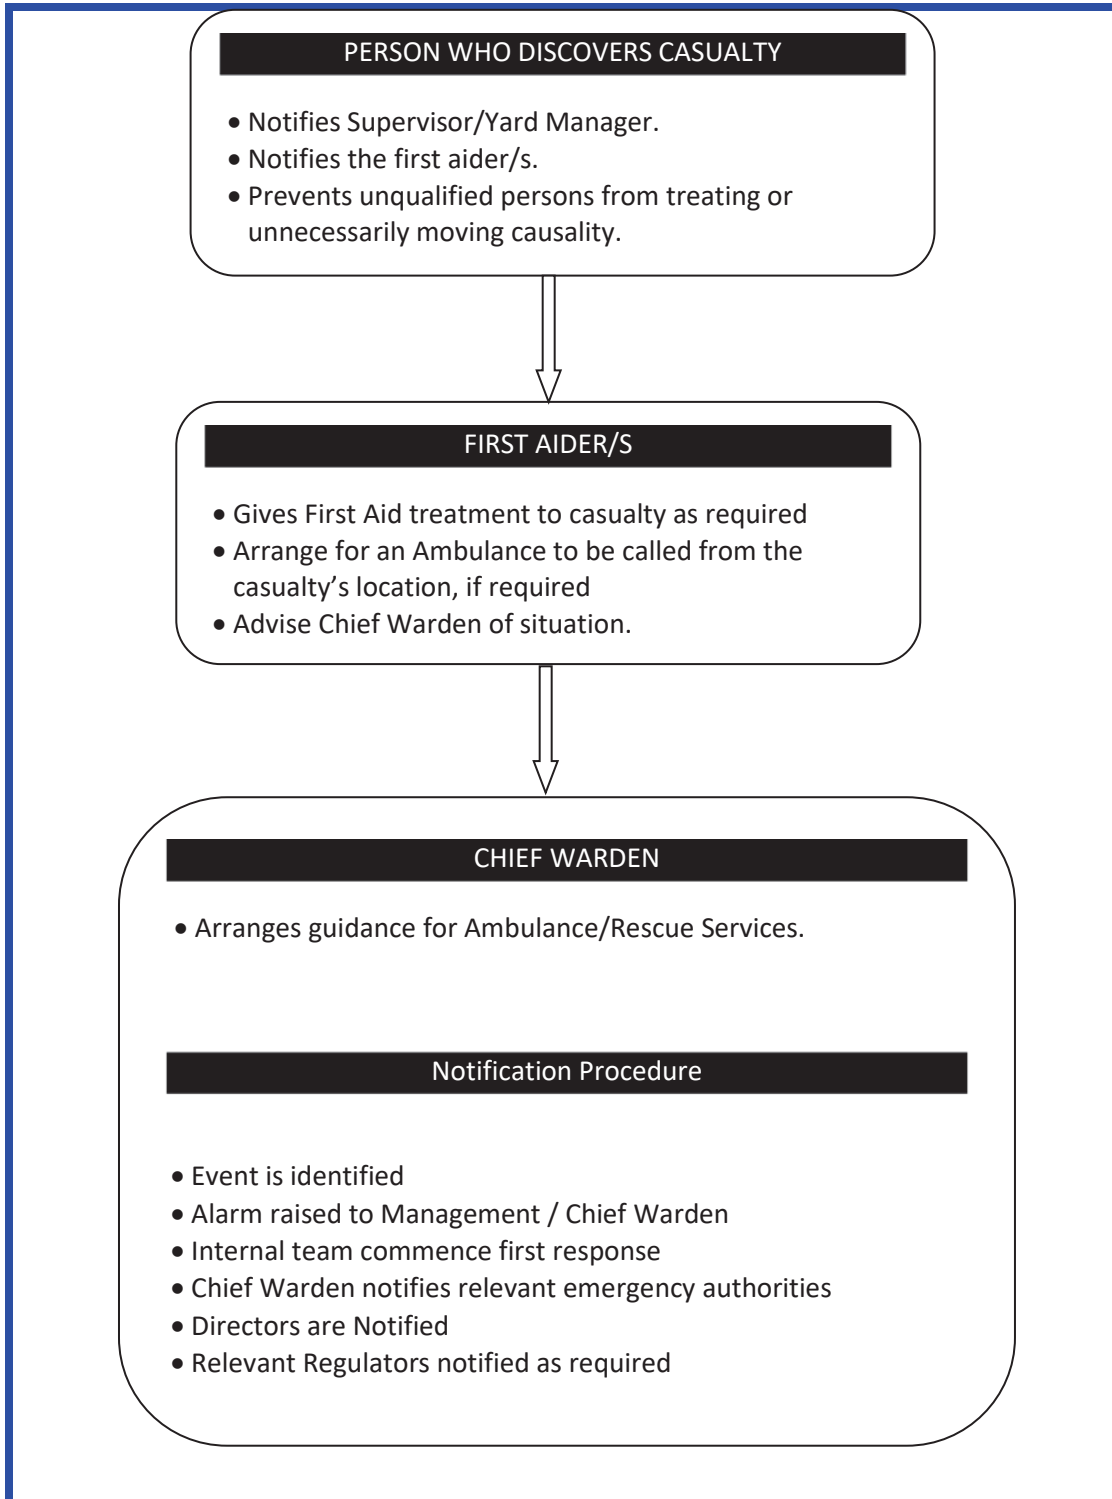 PERSON WHO DISCOVERS CASUALTY
• Notifies Supervisor/Yard Manager.
• Notifies the first aider/s.
• Prevents unqualified persons from treating or
unnecessarily moving causality.
FIRST AIDER/S
• Gives First Aid treatment to casualty as required
• Arrange for an Ambulance to be called from the
casualty’s location, if required
• Advise Chief Warden of situation.
CHIEF WARDEN
• Arranges guidance for Ambulance/Rescue Services.
Notification Procedure
• Event is identified
• Alarm raised to Management / Chief Warden
• Internal team commence first response
• Chief Warden notifies relevant emergency authorities
• Directors are Notified
• Relevant Regulators notified as required